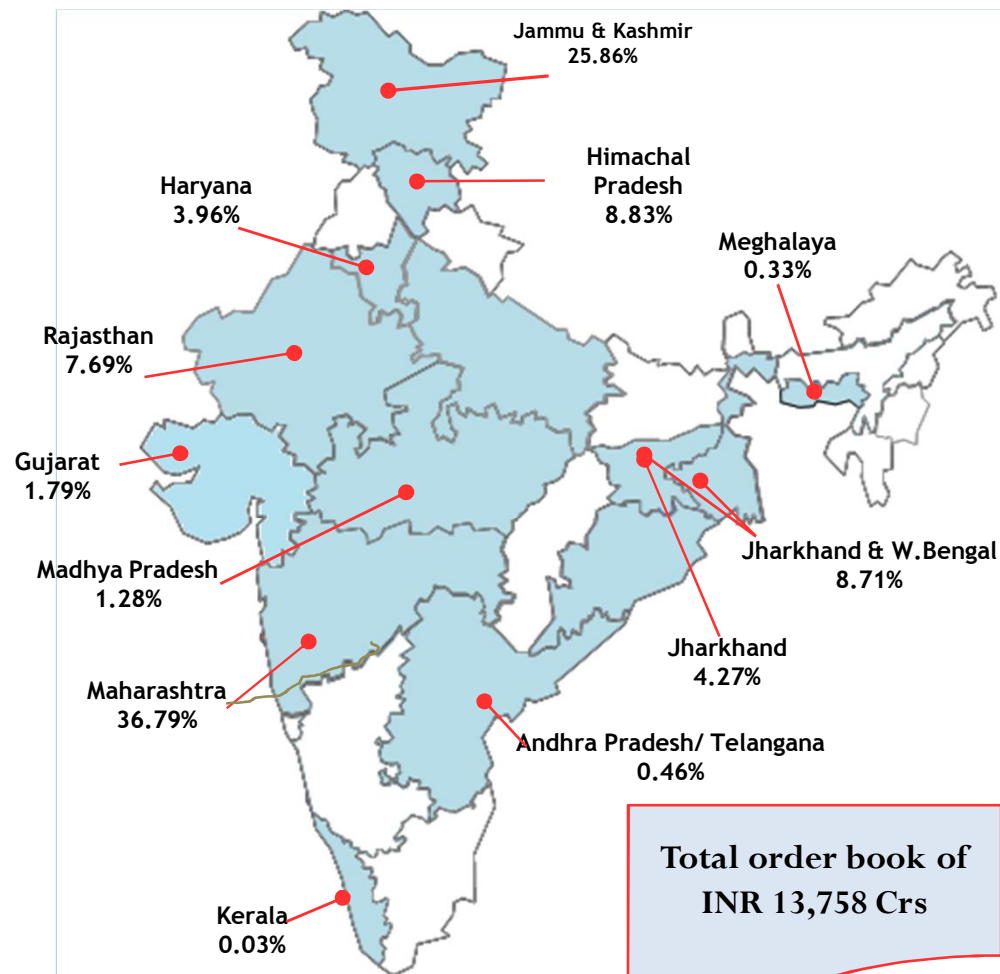 Jammu & Kashmir
25.86%
Himachal
Pradesh
8.83%
Haryana
3.96%
Meghalaya
0.33%
Rajasthan
7.69%
Gujarat
1.79%
Madhya Pradesh
1.28%
Jharkhand & W.Bengal
8.71%
Jharkhand
4.27%
Maharashtra
36.79%
Andhra Pradesh/ Telangana
0.46%
Kerala
0.03%
Total order book of
INR 13,758 Crs